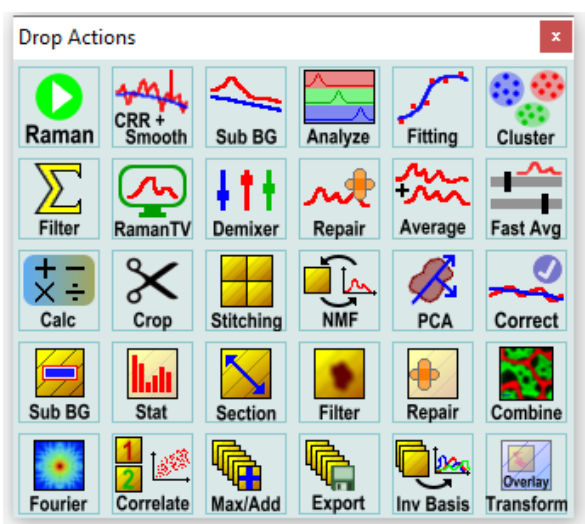 Drop Actions x
Raman CRR + Smooth Sub BG Analyze Fitting Cluster
Filter RamanTV Demixer Repair Average Fast Avg
+ − × ÷ Calc Crop Stitching NMF PCA Correct
Sub BG Stat Section Filter Repair Combine
Fourier 1 2 Correlate Max/Add Export Inv Basis Overlay Transform